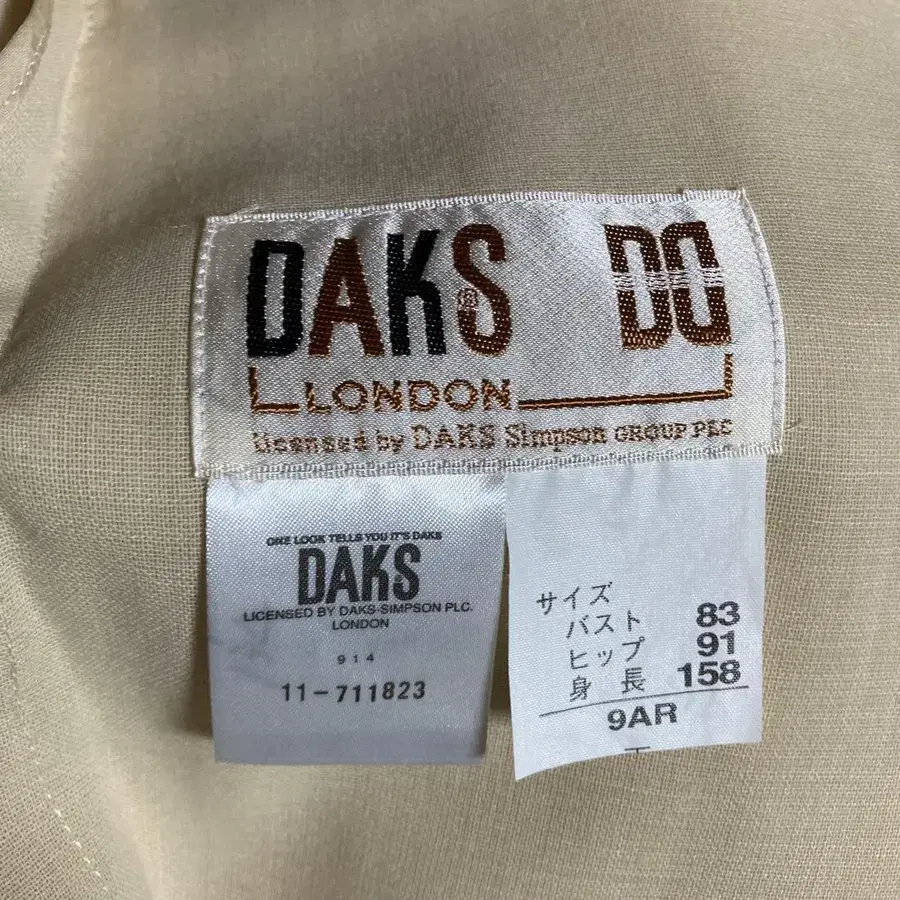 DAKS® DD
LONDON
Licensed by DAKS Simpson GROUP PLC
ONE LOOK TELLS YOU IT'S DAKS
DAKS
LICENSED BY DAKS-SIMPSON PLC.
LONDON
914
11-711823
サイズ
バスト 83
ヒップ 91
身長 158
9AR